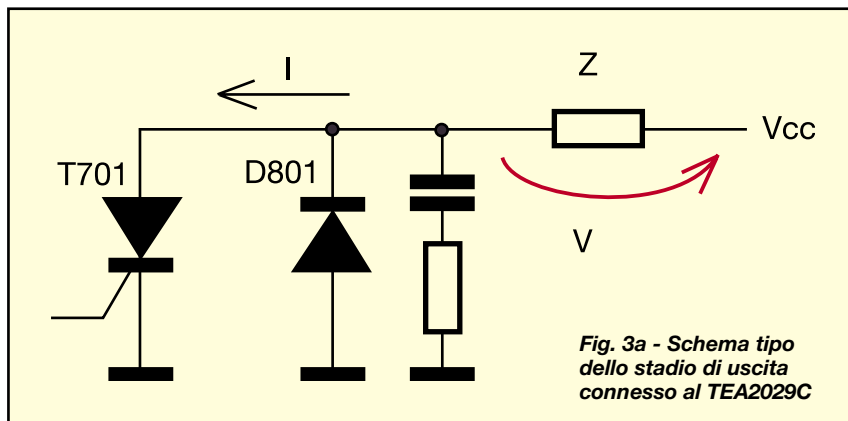 I
Z
Vcc
T701
D801
V
Fig. 3a - Schema tipo
dello stadio di uscita
connesso al TEA2029C